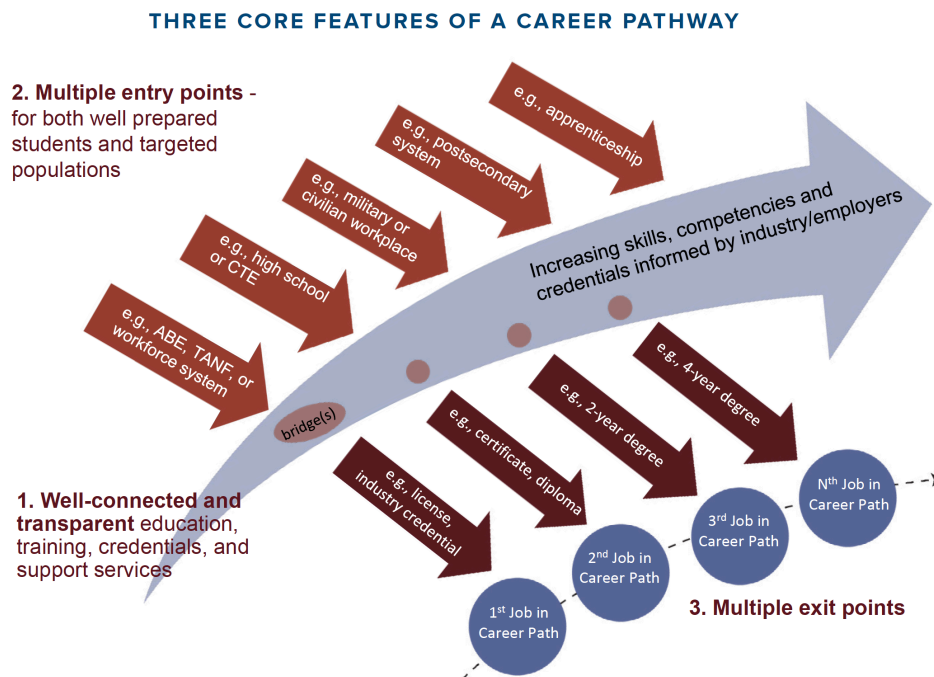 THREE CORE FEATURES OF A CAREER PATHWAY
2. Multiple entry points -
for both well prepared
students and targeted
populations
e.g., apprenticeship
e.g., postsecondary
system
e.g., military or
civilian workplace
e.g., high school
or CTE
e.g., ABE, TANF, or
workforce system
Increasing skills, competencies and
credentials informed by industry/employers
bridge(s)
1. Well-connected and
transparent education,
training, credentials, and
support services
e.g., license,
industry credential
e.g., certificate, diploma
e.g., 2-year degree
e.g., 4-year degree
1st Job in
Career Path
2nd Job in
Career Path
3rd Job in
Career Path
Nth Job in
Career Path
3. Multiple exit points